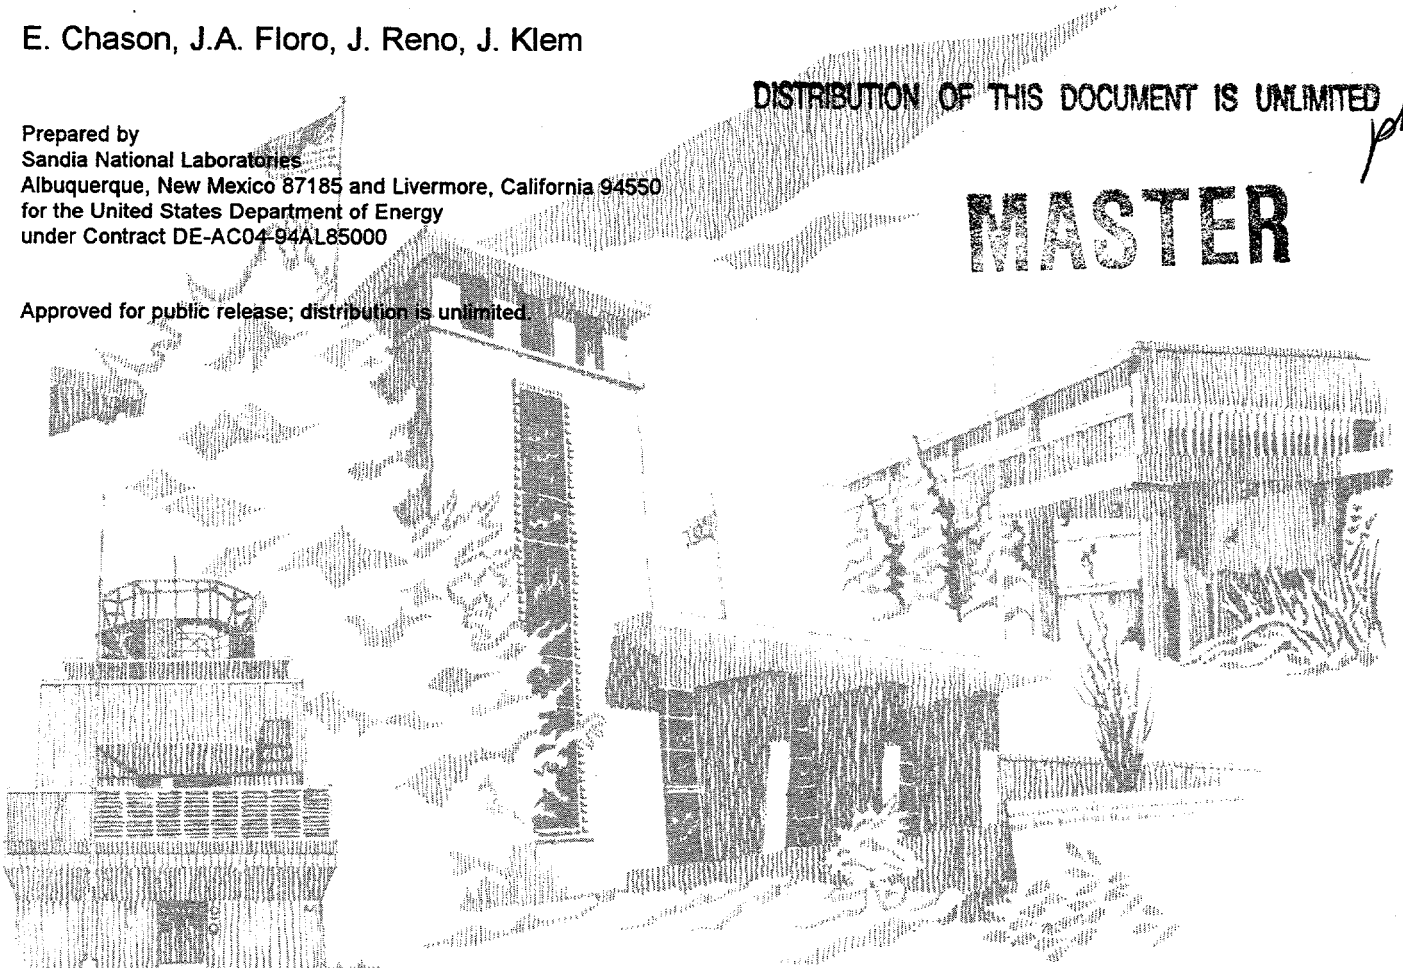 E. Chason, J.A. Floro, J. Reno, J. Klem
DISTRIBUTION OF THIS DOCUMENT IS UNLIMITED
Prepared by
Sandia National Laboratories
Albuquerque, New Mexico 87185 and Livermore, California 94550
for the United States Department of Energy
under Contract DE-AC04-94AL85000
MASTER
Approved for public release; distribution is unlimited.